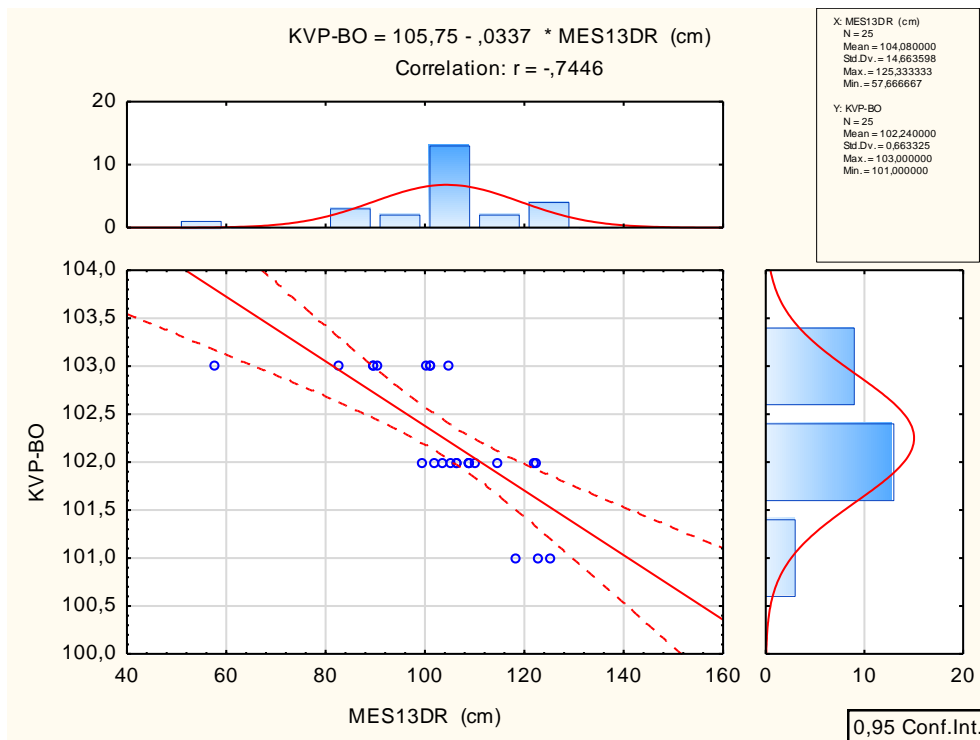 KVP-BO = 105,75 - ,0337 * MES13DR (cm)
Correlation: r = -,7446
X: MES13DR (cm)
N = 25
Mean = 104,080000
Std.Dv. = 14,663598
Max. = 125,333333
Min. = 57,666667
Y: KVP-BO
N = 25
Mean = 102,240000
Std.Dv. = 0,663325
Max. = 103,000000
Min. = 101,000000
20
10
0
104,0
103,5
103,0
102,5
102,0
101,5
101,0
100,5
100,0
KVP-BO
40 60 80 100 120 140 160
MES13DR (cm)
0 10 20
0,95 Conf.Int.